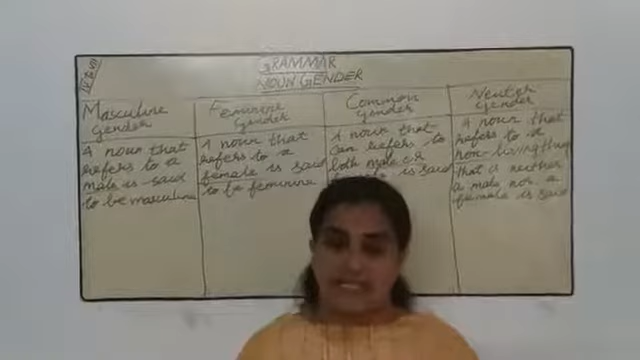 V & VII
GRAMMAR
NOUN GENDER
Masculine
Gender
A noun that
refers to a
male is said
to be masculine
Feminine
Gender
A noun that
refers to a
female is said
to be feminine
Common
Gender
A noun that
can refers to
both male or
is said
Neuter
Gender
A noun that
refers to a
non-living thing
that is neither
a male nor a
female is said